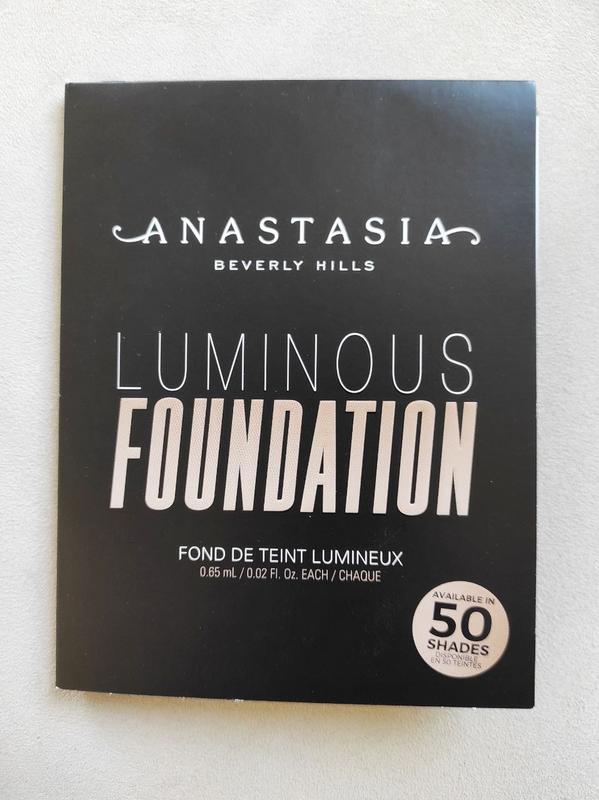 ANASTASIA
BEVERLY HILLS
LUMINOUS
FOUNDATION
FOND DE TEINT LUMINEUX
0.65 mL / 0.02 Fl. Oz. EACH / CHAQUE
AVAILABLE IN
50
SHADES
DISPONIBLE
EN 50 TEINTES